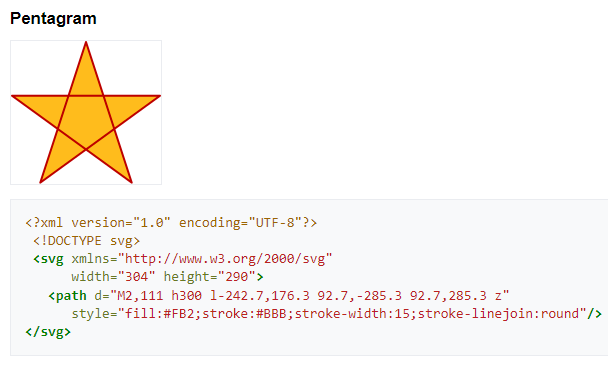 Pentagram
<?xml version="1.0" encoding="UTF-8"?>
<!DOCTYPE svg>
<svg xmlns="http://www.w3.org/2000/svg"
width="304" height="290">
<path d="M2,111 h300 l-242.7,176.3 92.7,-285.3 92.7,285.3 z"
style="fill:#FB2;stroke:#BBB;stroke-width:15;stroke-linejoin:round"/>
</svg>